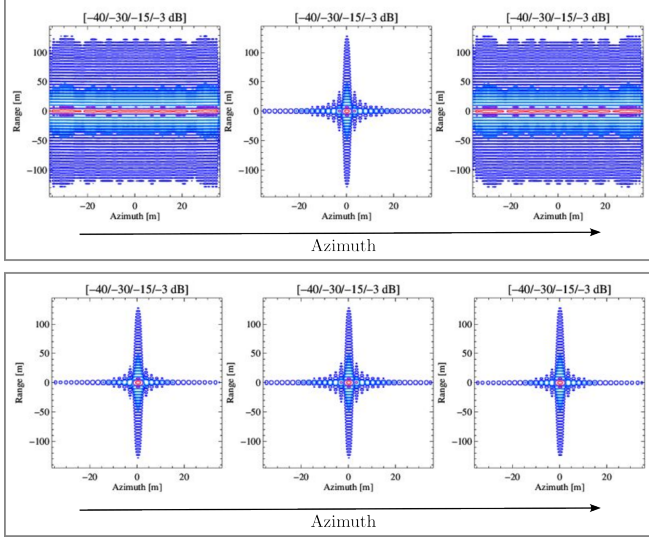 [−40/−30/−15/−3 dB] [−40/−30/−15/−3 dB] [−40/−30/−15/−3 dB]
100 100 100
50 50 50
Range [m] 0 Range [m] 0 Range [m] 0
−50 −50 −50
−100 −100 −100
−20 0 20 −20 0 20 −20 0 20
Azimuth [m] Azimuth [m] Azimuth [m]
Azimuth
[−40/−30/−15/−3 dB] [−40/−30/−15/−3 dB] [−40/−30/−15/−3 dB]
100 100 100
50 50 50
Range [m] 0 Range [m] 0 Range [m] 0
−50 −50 −50
−100 −100 −100
−20 0 20 −20 0 20 −20 0 20
Azimuth [m] Azimuth [m] Azimuth [m]
Azimuth